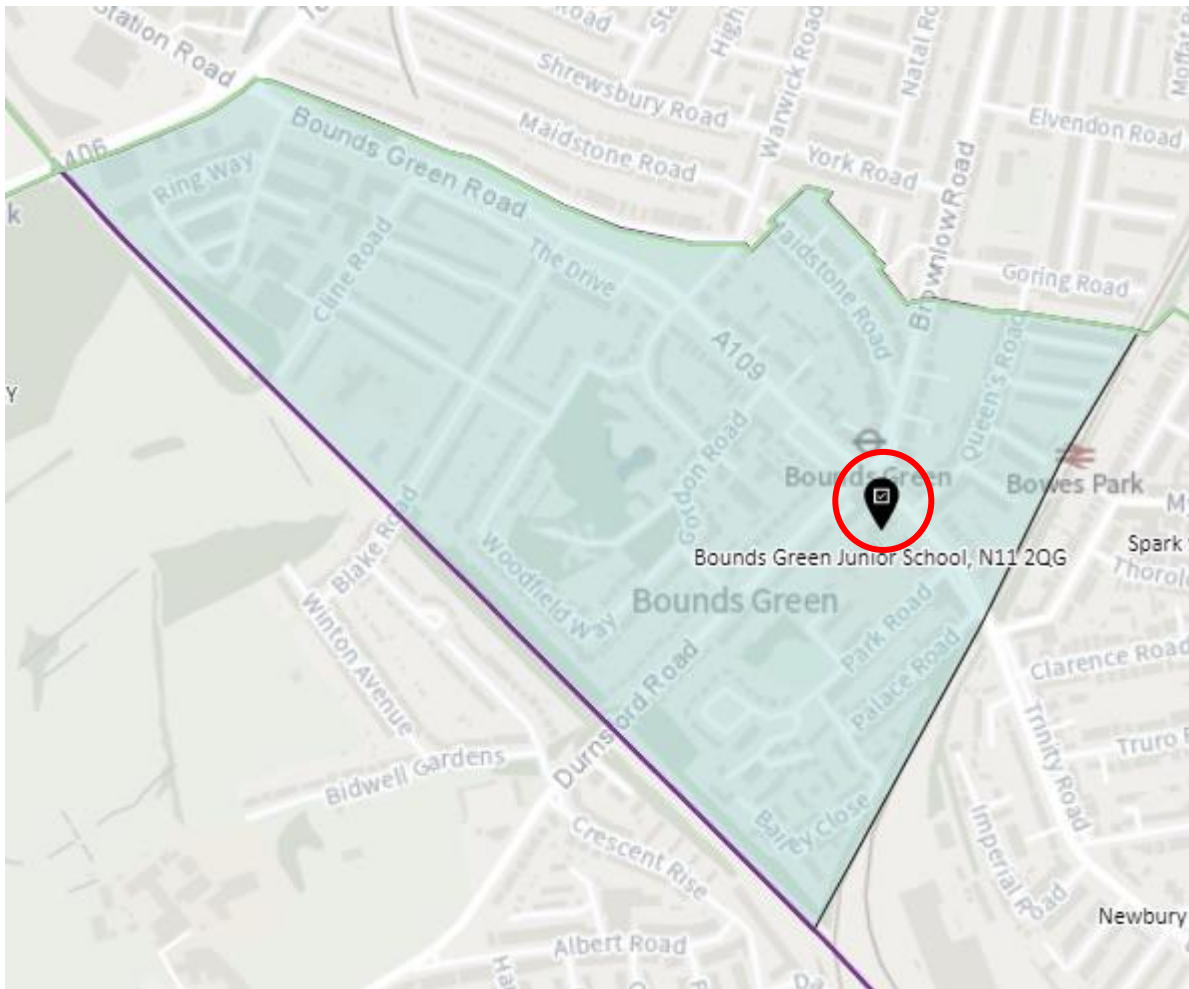 Station Road
Road
Natal Ro
Shrewsbury Road
Warwick Road
Elvendon Road
Maidstone Road
York Road
A406
Bounds Green Road
Ring Way
k
Brownlow Road
Cline Road
The Drive
Maidstone Road
Goring Road
A109
Queen's Road
Y
Gordon Road
Bounds Green
Bowes Park
My
Blake Road
Woodfield Way
Bounds Green Junior School, N11 2QG
Spark
Thorold
Winton Avenue
Bounds Green
Park Road
Palace Road
Clarence Road
Durnsford Road
Trinity Road
Truro
Bidwell Gardens
Barley Close
Crescent Rise
Imperial Road
Newbury
Albert Road